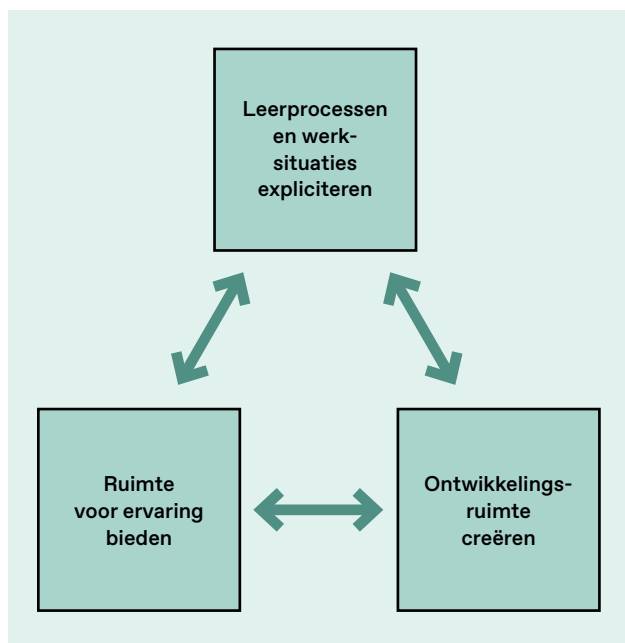 Leerprocessen
en werk-
situaties
expliciteren
Ruimte
voor ervaring
bieden
Ontwikkelings-
ruimte
creëren